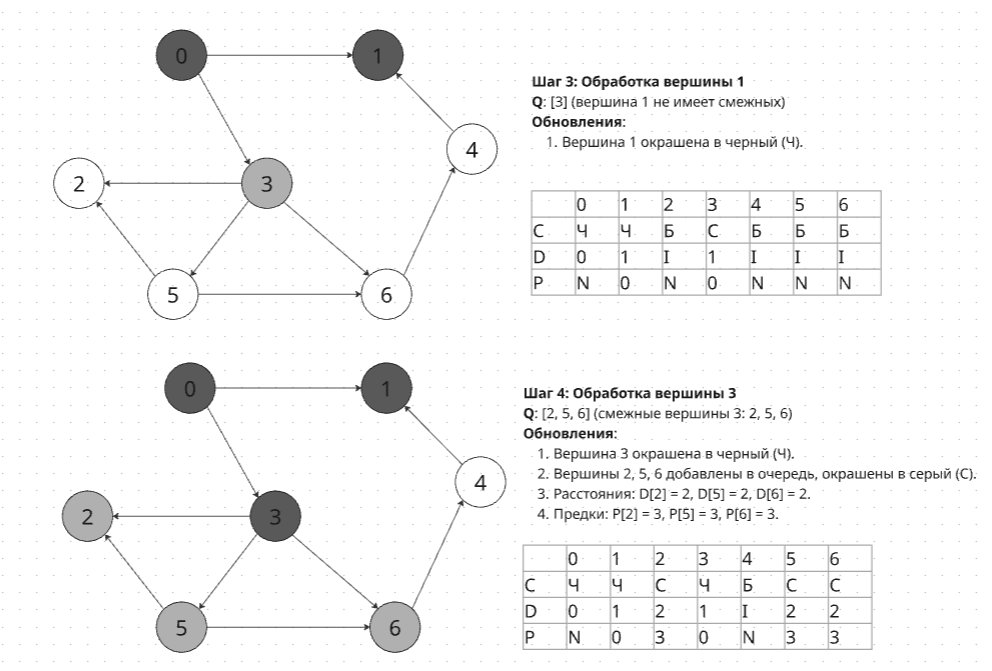 0
1
4
2
3
5
6
Шаг 3: Обработка вершины 1
Q: [3] (вершина 1 не имеет смежных)
Обновления:
1. Вершина 1 окрашена в черный (Ч).
0 1 2 3 4 5 6
C Ч Ч Б С Б Б Б
D 0 1 I 1 I I I
P N 0 N 0 N N N
0
1
4
2
3
5
6
Шаг 4: Обработка вершины 3
Q: [2, 5, 6] (смежные вершины 3: 2, 5, 6)
Обновления:
1. Вершина 3 окрашена в черный (Ч).
2. Вершины 2, 5, 6 добавлены в очередь, окрашены в серый (С).
3. Расстояния: D[2] = 2, D[5] = 2, D[6] = 2.
4. Предки: P[2] = 3, P[5] = 3, P[6] = 3.
0 1 2 3 4 5 6
C Ч Ч С Ч Б С С
D 0 1 2 1 I 2 2
P N 0 3 0 N 3 3